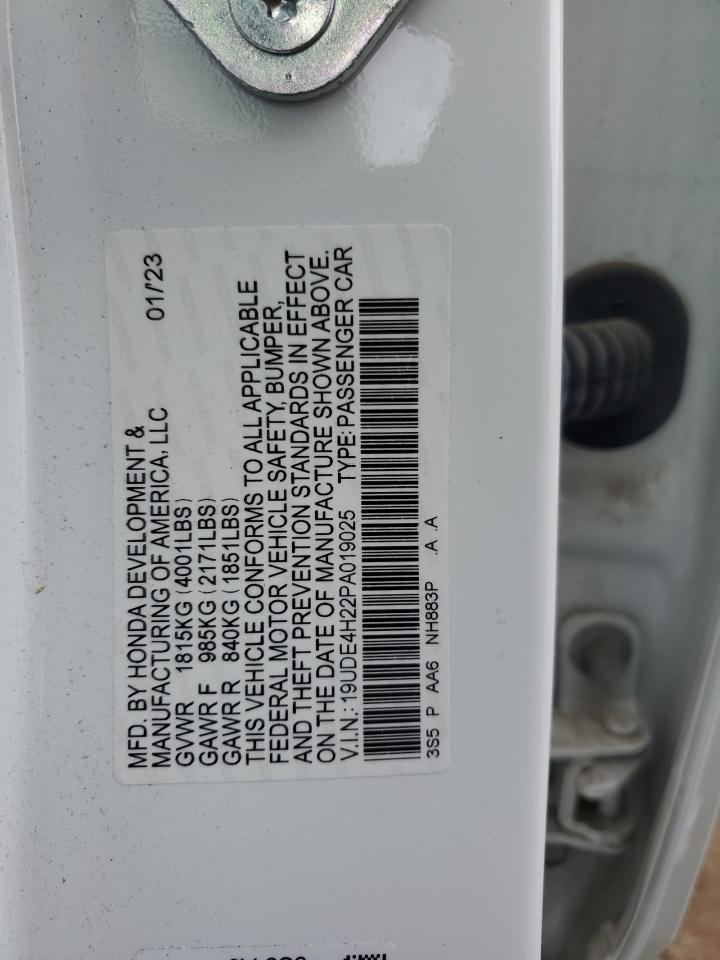 MFD. BY HONDA DEVELOPMENT &
MANUFACTURING OF AMERICA, LLC 01/'23
GVWR 1815KG (4001LBS)
GAWR F 985KG (2171LBS)
GAWR R 840KG (1851LBS)
THIS VEHICLE CONFORMS TO ALL APPLICABLE
FEDERAL MOTOR VEHICLE SAFETY, BUMPER,
AND THEFT PREVENTION STANDARDS IN EFFECT
ON THE DATE OF MANUFACTURE SHOWN ABOVE.
V.I.N.: 19UDE4H22PA019025 TYPE: PASSENGER CAR
3S5 P AA6 NH883P .A .A